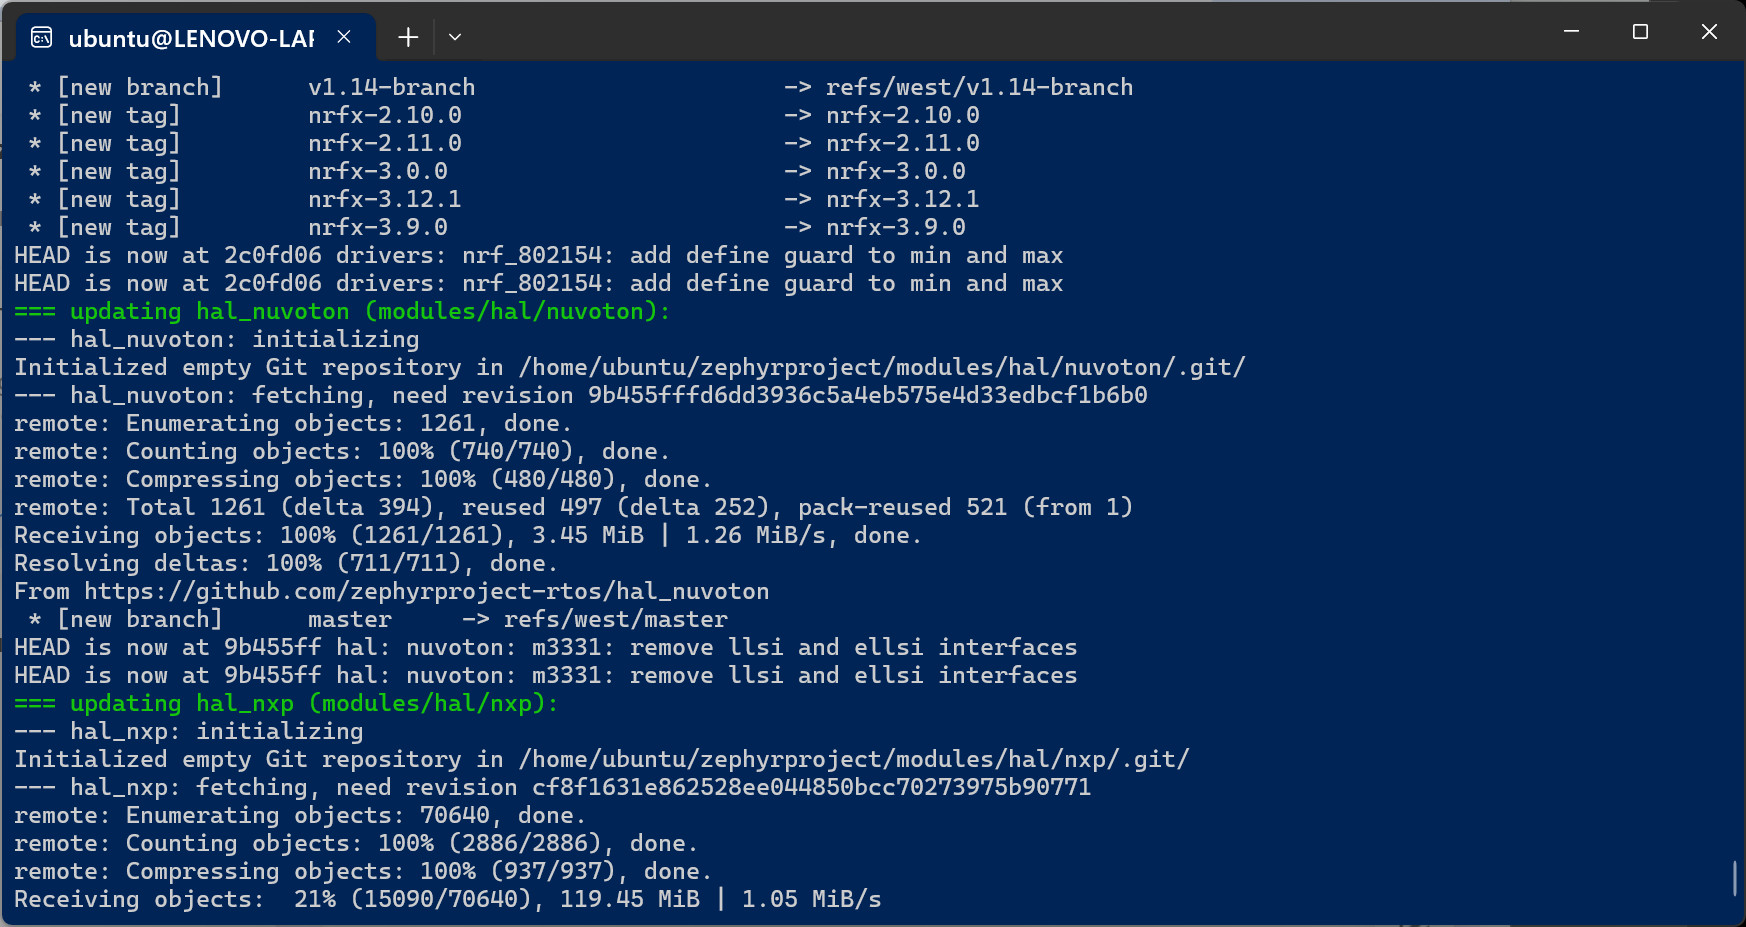 ubuntu@LENOVO-LAP
* [new branch]      v1.14-branch                      -> refs/west/v1.14-branch
* [new tag]         nrfx-2.10.0                       -> nrfx-2.10.0
* [new tag]         nrfx-2.11.0                       -> nrfx-2.11.0
* [new tag]         nrfx-3.0.0                        -> nrfx-3.0.0
* [new tag]         nrfx-3.12.1                       -> nrfx-3.12.1
* [new tag]         nrfx-3.9.0                        -> nrfx-3.9.0
HEAD is now at 2c0fd06 drivers: nrf_802154: add define guard to min and max
HEAD is now at 2c0fd06 drivers: nrf_802154: add define guard to min and max
=== updating hal_nuvoton (modules/hal/nuvoton):
--- hal_nuvoton: initializing
Initialized empty Git repository in /home/ubuntu/zephyrproject/modules/hal/nuvoton/.git/
--- hal_nuvoton: fetching, need revision 9b455fffd6dd3936c5a4eb575e4d33edbcf1b6b0
remote: Enumerating objects: 1261, done.
remote: Counting objects: 100% (740/740), done.
remote: Compressing objects: 100% (480/480), done.
remote: Total 1261 (delta 394), reused 497 (delta 252), pack-reused 521 (from 1)
Receiving objects: 100% (1261/1261), 3.45 MiB | 1.26 MiB/s, done.
Resolving deltas: 100% (711/711), done.
From https://github.com/zephyrproject-rtos/hal_nuvoton
* [new branch]      master     -> refs/west/master
HEAD is now at 9b455ff hal: nuvoton: m3331: remove llsi and ellsi interfaces
HEAD is now at 9b455ff hal: nuvoton: m3331: remove llsi and ellsi interfaces
=== updating hal_nxp (modules/hal/nxp):
--- hal_nxp: initializing
Initialized empty Git repository in /home/ubuntu/zephyrproject/modules/hal/nxp/.git/
--- hal_nxp: fetching, need revision cf8f1631e862528ee044850bcc70273975b90771
remote: Enumerating objects: 70640, done.
remote: Counting objects: 100% (2886/2886), done.
remote: Compressing objects: 100% (937/937), done.
Receiving objects:  21% (15090/70640), 119.45 MiB | 1.05 MiB/s